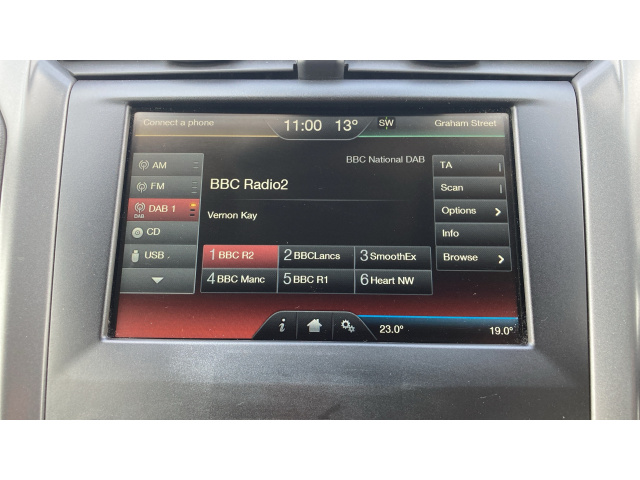 Connect a phone 11:00 13° SW Graham Street
BBC National DAB
AM
FM
DAB 1
DAB
CD
USB .
BBC Radio2
Vernon Kay
1 BBC R2 2 BBCLancs 3 SmoothEx
4 BBC Manc 5 BBC R1 6 Heart NW
TA
Scan
Options >
Info
Browse >
i 23.0° 19.0°